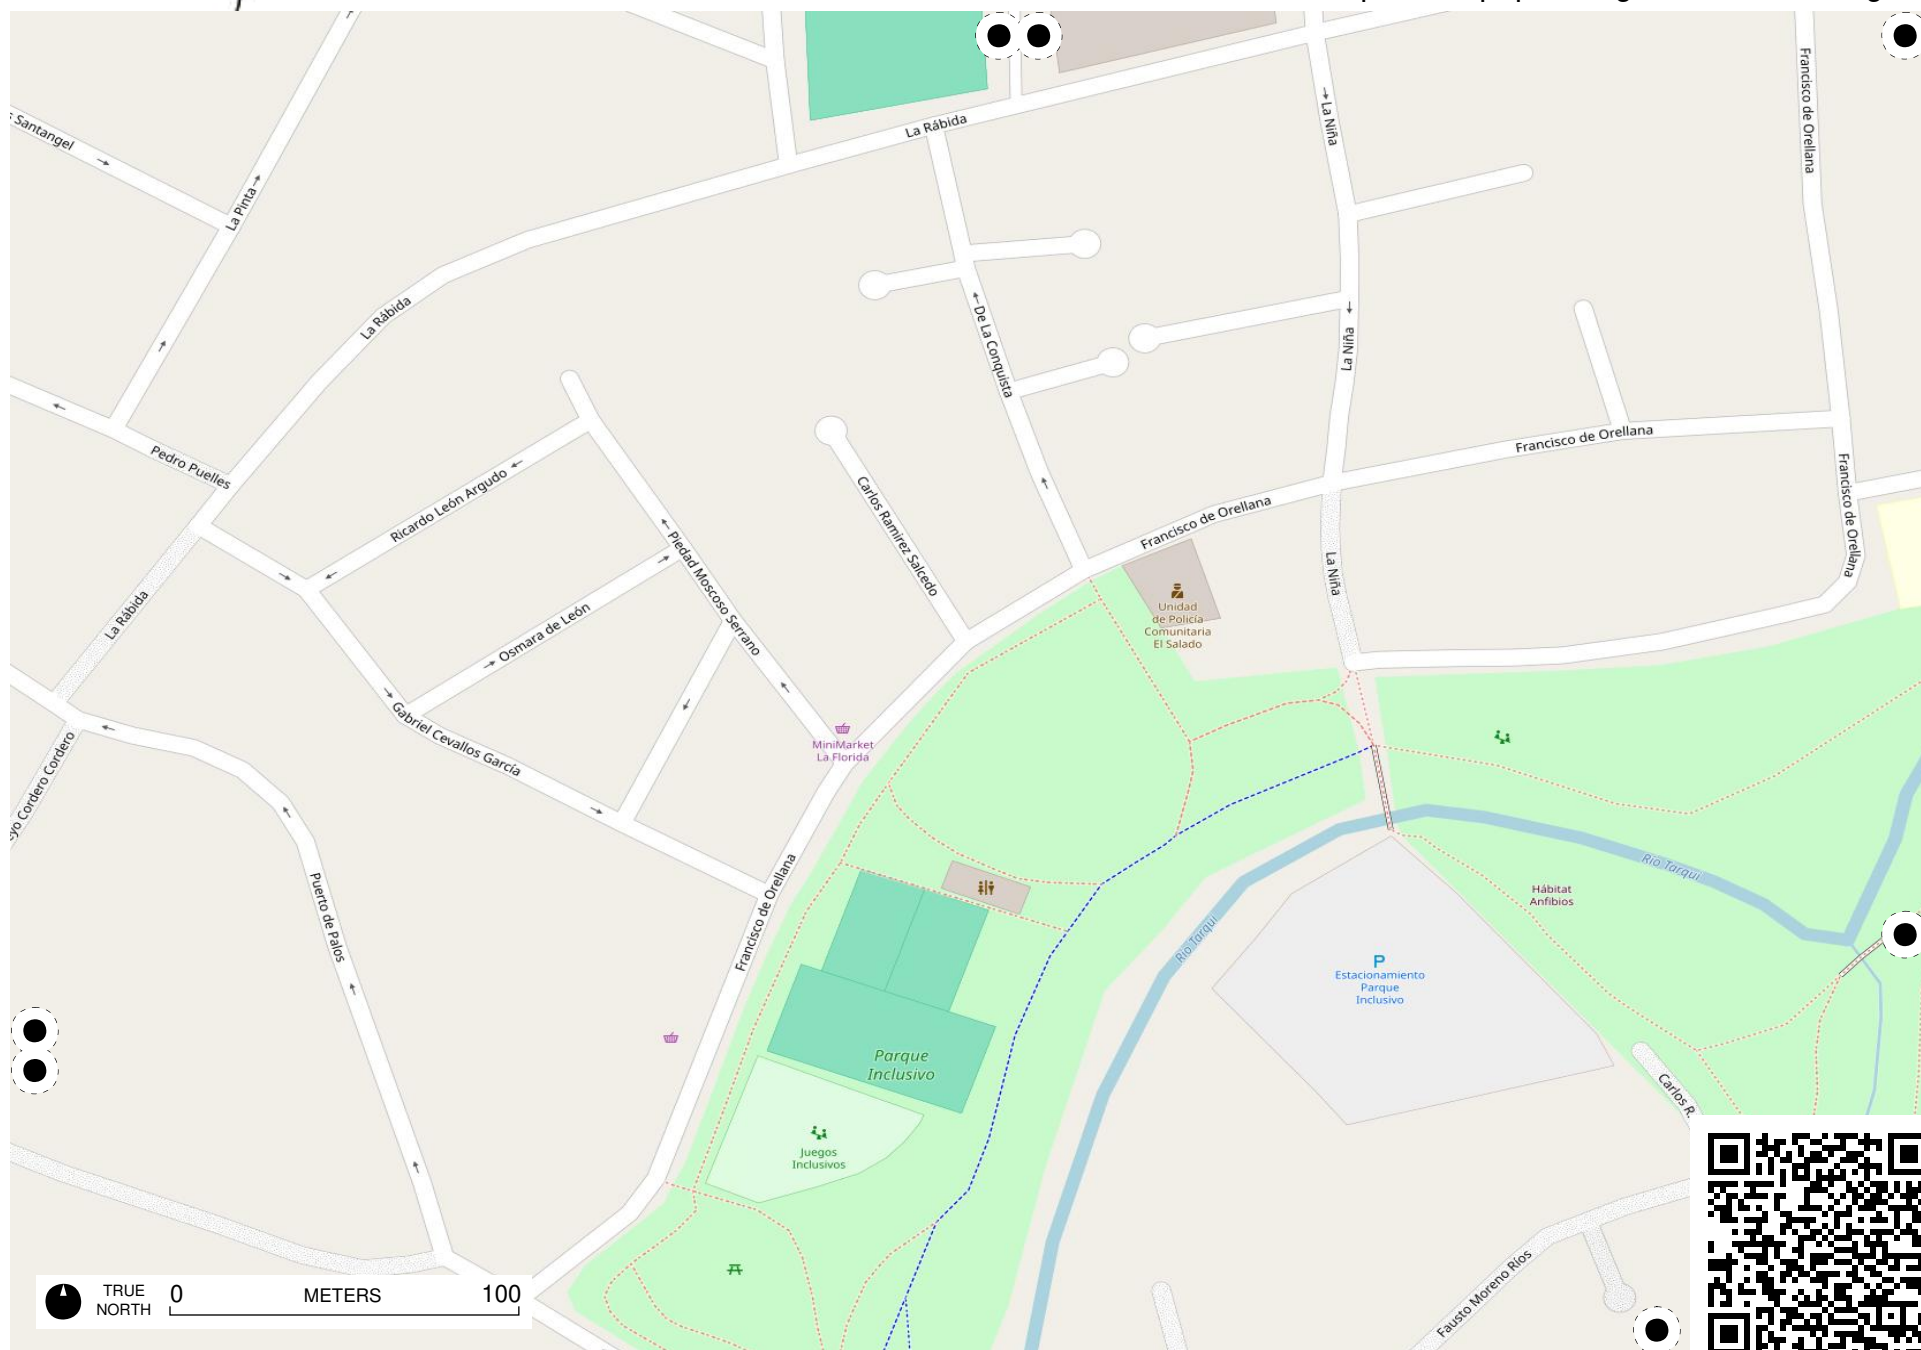 La Rábida
Francisco de Orellana
La Niña
Santangel
La Pinta
La Rábida
De La Conquista
La Niña
Pedro Puelles
Francisco de Orellana
Ricardo León Argudo
Carlos Ramirez Salcedo
Francisco de Orellana
Francisco de Orellana
Piedad Moscoso Serrano
La Niña
Unidad
de Policía
Comunitaria
El Salado
La Rábida
Osmara de León
Gabriel Cevallos García
MiniMarket
La Florida
Cordero Cordero
Río Tarqui
Hábitat
Anfibios
Puerto de Palos
Francisco de Orellana
Río Tarqui
P
Estacionamiento
Parque
Inclusivo
Parque
Inclusivo
Carlos R.
Juegos
Inclusivos
Fausto Moreno Ríos
TRUE
NORTH
0 METERS 100